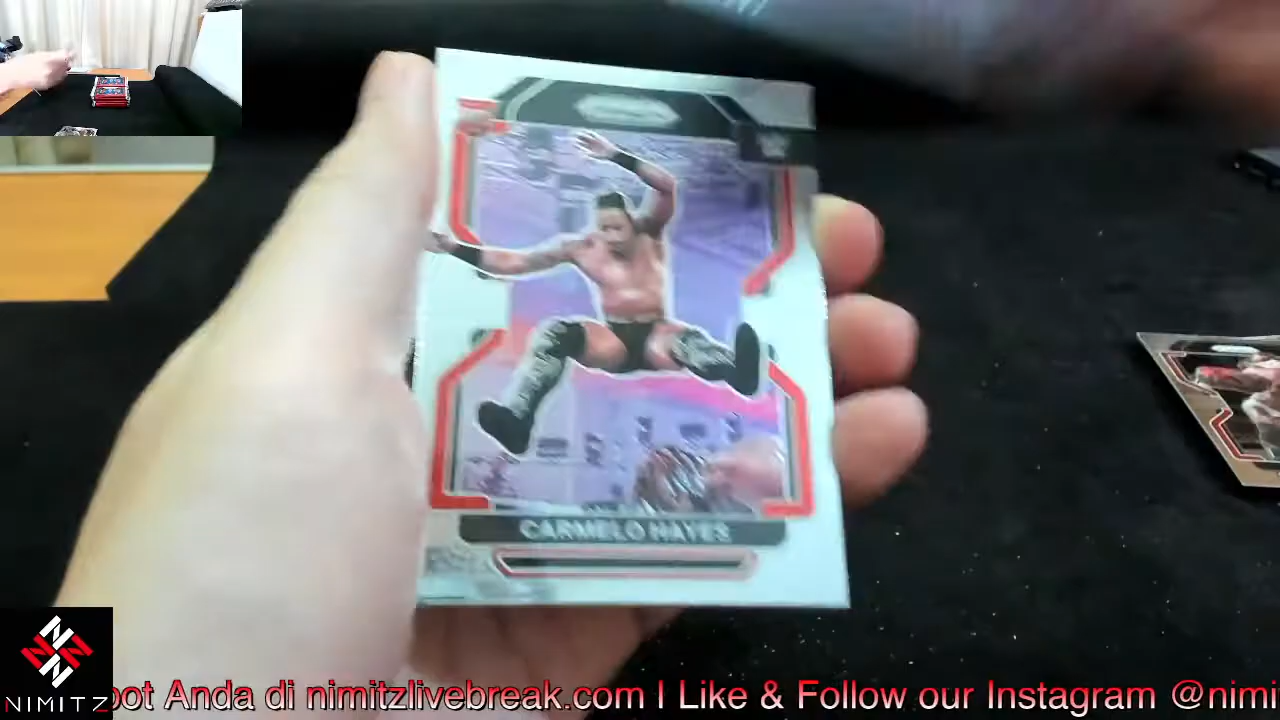 CARMELO HAYES
NIMITZ
oot Anda di nimitzlivebreak.com I Like & Follow our Instagram @nimi